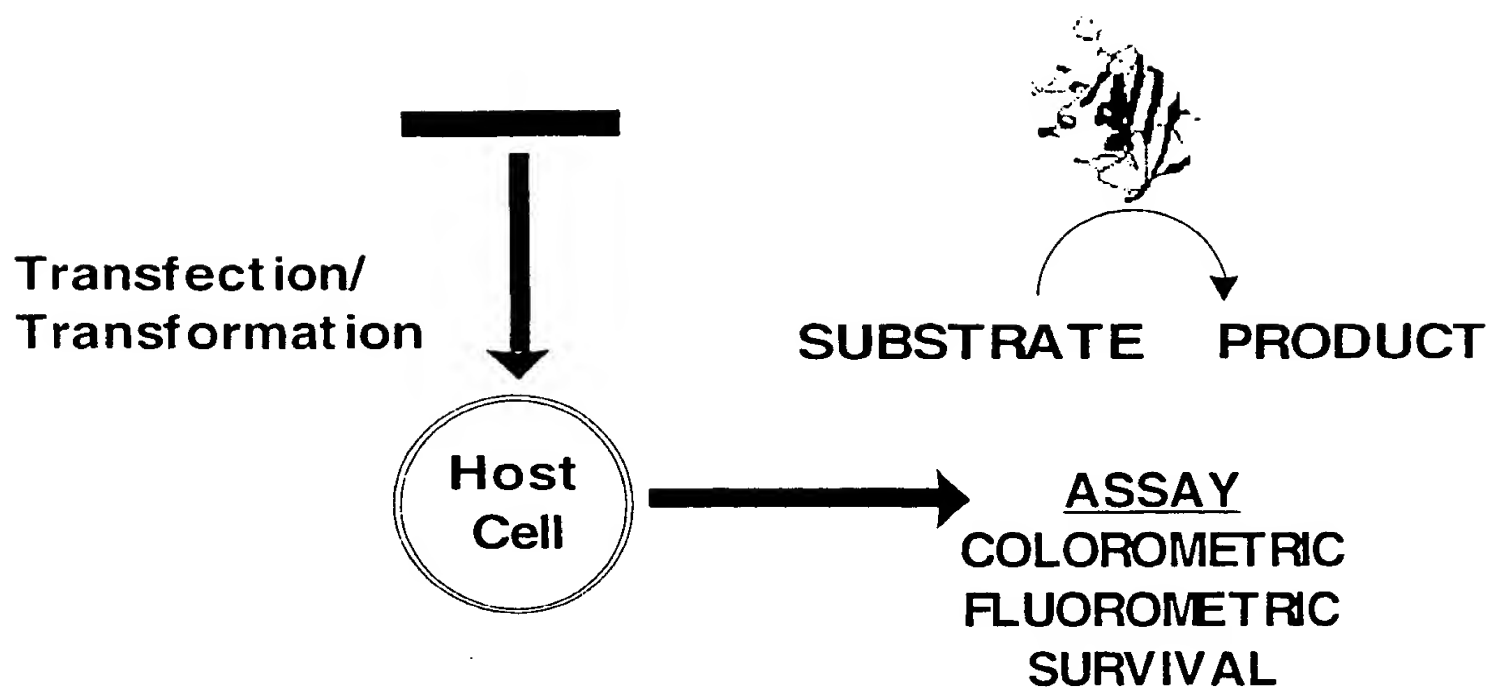 Transfection/
Transformation
SUBSTRATE PRODUCT
Host
Cell
ASSAY
COLOROMETRIC
FLUOROMETRIC
SURVIVAL